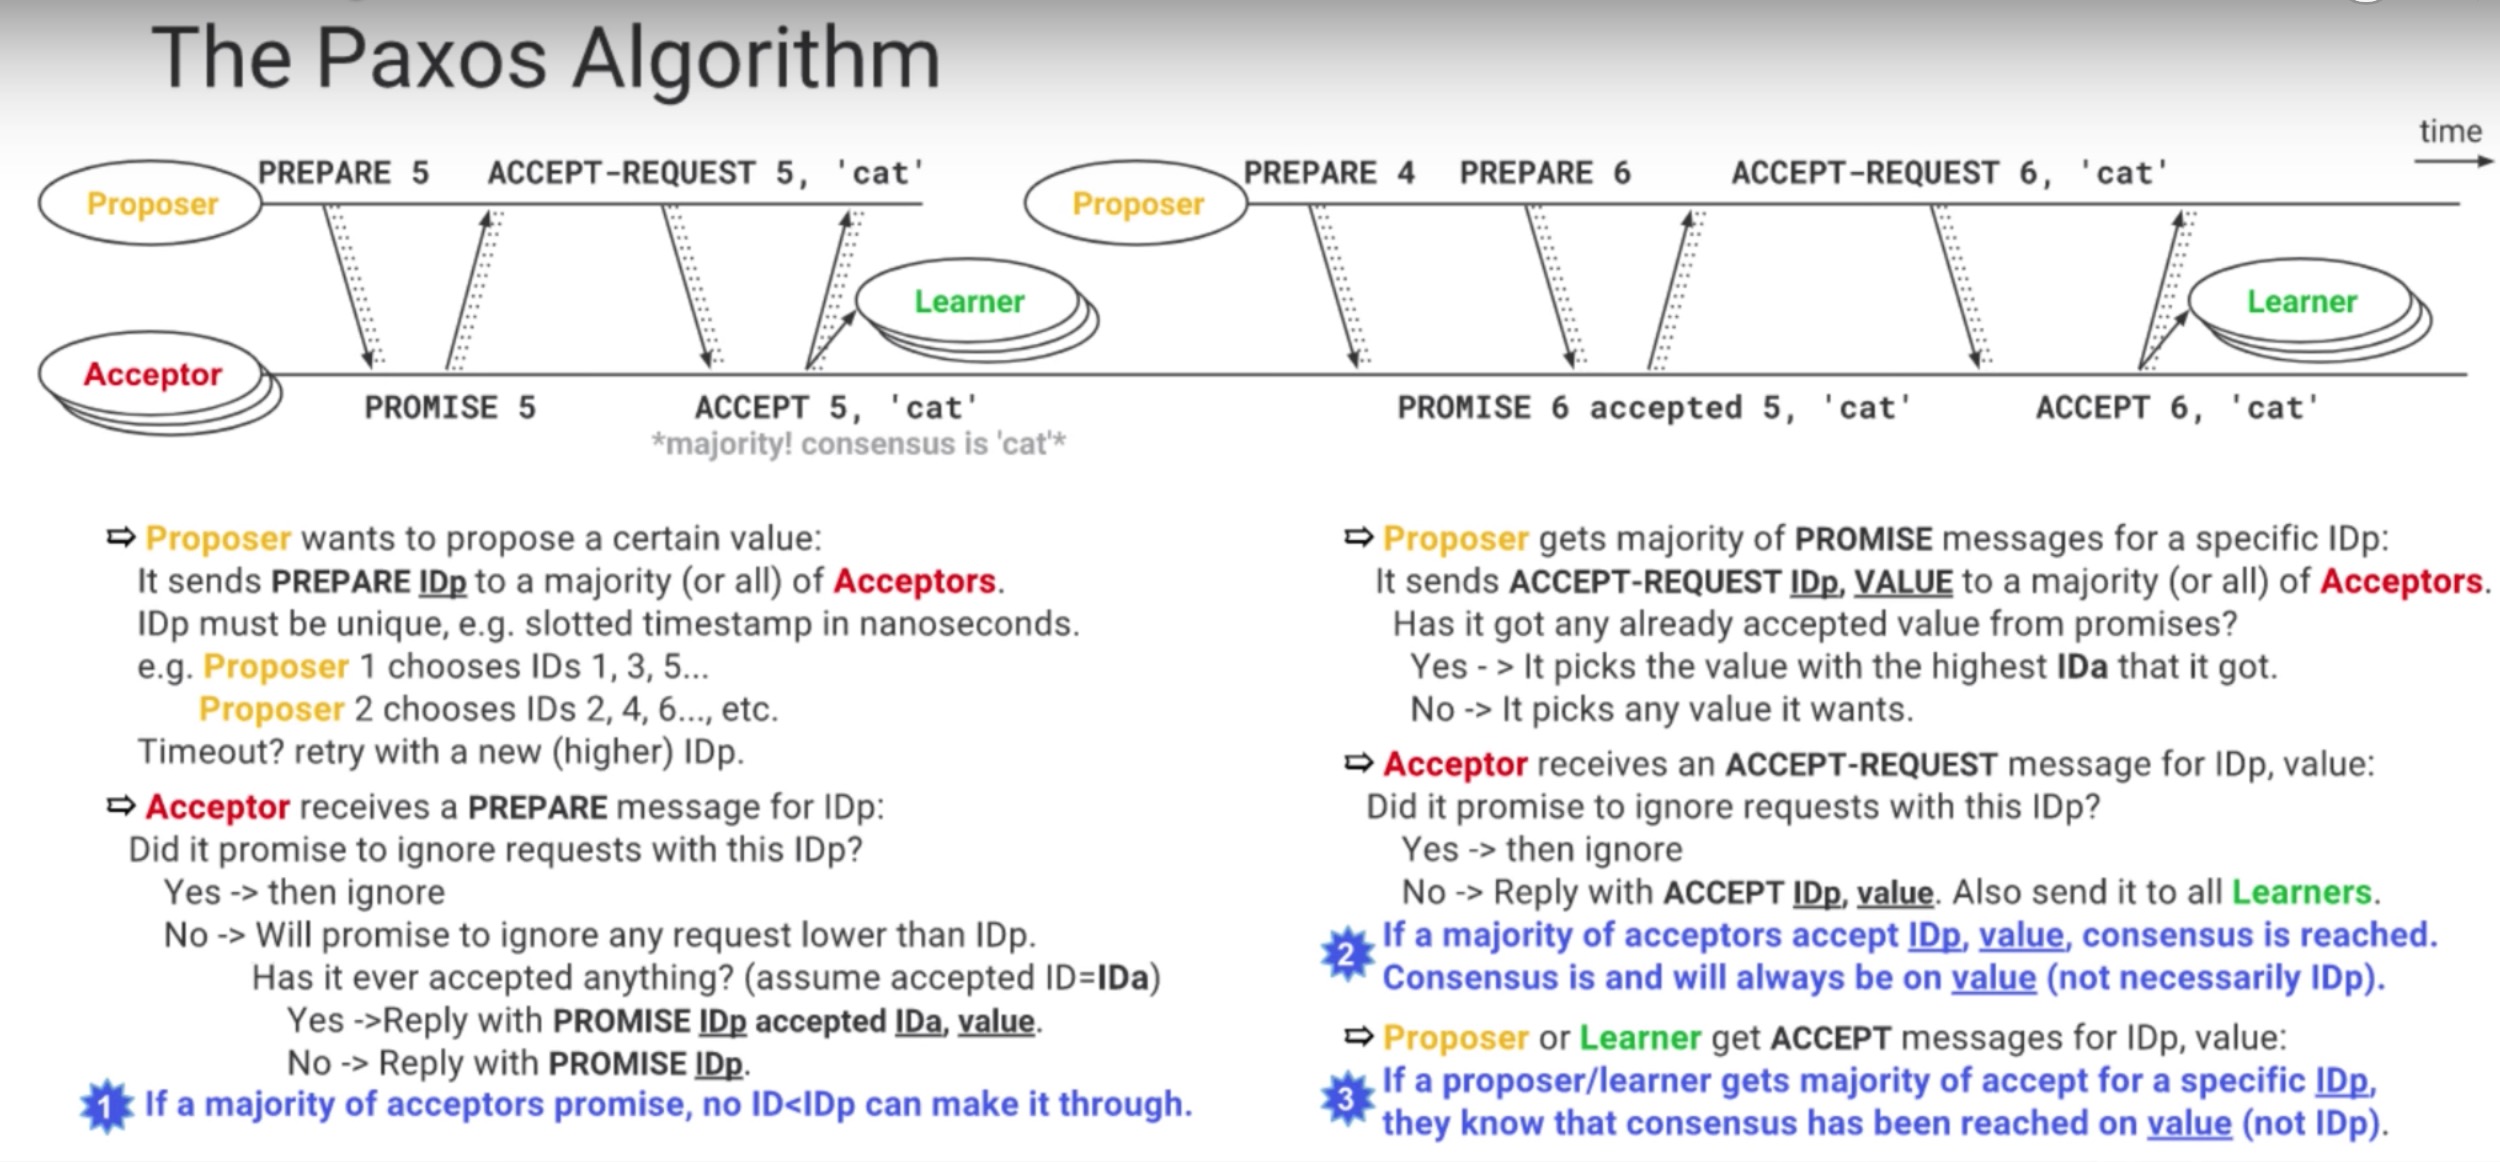 The Paxos Algorithm
time
PREPARE 5 ACCEPT-REQUEST 5, 'cat' PREPARE 4 PREPARE 6 ACCEPT-REQUEST 6, 'cat'
Proposer Proposer
Learner Learner
Acceptor
PROMISE 5 ACCEPT 5, 'cat' PROMISE 6 accepted 5, 'cat' ACCEPT 6, 'cat'
*majority! consensus is 'cat'*
⇨ Proposer wants to propose a certain value:
It sends PREPARE IDp to a majority (or all) of Acceptors.
IDp must be unique, e.g. slotted timestamp in nanoseconds.
e.g. Proposer 1 chooses IDs 1, 3, 5...
Proposer 2 chooses IDs 2, 4, 6..., etc.
Timeout? retry with a new (higher) IDp.
⇨ Acceptor receives a PREPARE message for IDp:
Did it promise to ignore requests with this IDp?
Yes -> then ignore
No -> Will promise to ignore any request lower than IDp.
Has it ever accepted anything? (assume accepted ID=IDa)
Yes ->Reply with PROMISE IDp accepted IDa, value.
No -> Reply with PROMISE IDp.
1 If a majority of acceptors promise, no ID<IDp can make it through.
⇨ Proposer gets majority of PROMISE messages for a specific IDp:
It sends ACCEPT-REQUEST IDp, VALUE to a majority (or all) of Acceptors.
Has it got any already accepted value from promises?
Yes - > It picks the value with the highest IDa that it got.
No -> It picks any value it wants.
⇨ Acceptor receives an ACCEPT-REQUEST message for IDp, value:
Did it promise to ignore requests with this IDp?
Yes -> then ignore
No -> Reply with ACCEPT IDp, value. Also send it to all Learners.
2 If a majority of acceptors accept IDp, value, consensus is reached.
Consensus is and will always be on value (not necessarily IDp).
⇨ Proposer or Learner get ACCEPT messages for IDp, value:
3 If a proposer/learner gets majority of accept for a specific IDp,
they know that consensus has been reached on value (not IDp).